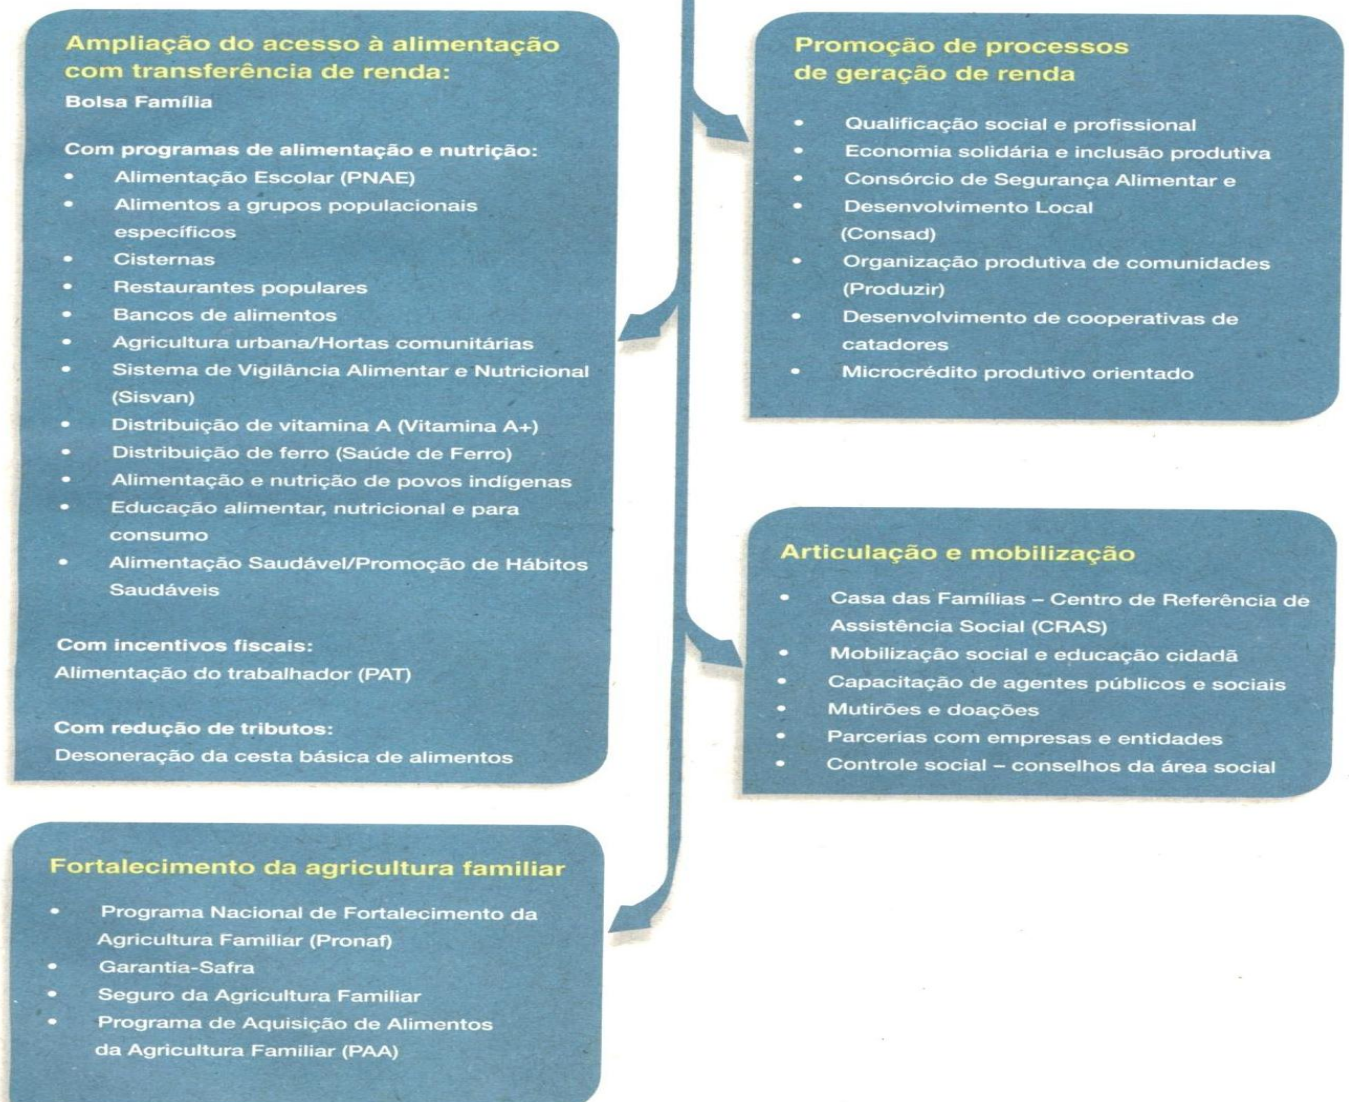 Ampliação do acesso à alimentação
com transferência de renda:
Bolsa Família
Com programas de alimentação e nutrição:
• Alimentação Escolar (PNAE)
• Alimentos a grupos populacionais
específicos
• Cisternas
• Restaurantes populares
• Bancos de alimentos
• Agricultura urbana/Hortas comunitárias
• Sistema de Vigilância Alimentar e Nutricional
(Sisvan)
• Distribuição de vitamina A (Vitamina A+)
• Distribuição de ferro (Saúde de Ferro)
• Alimentação e nutrição de povos indígenas
• Educação alimentar, nutricional e para
consumo
• Alimentação Saudável/Promoção de Hábitos
Saudáveis
Com incentivos fiscais:
Alimentação do trabalhador (PAT)
Com redução de tributos:
Desoneração da cesta básica de alimentos
Fortalecimento da agricultura familiar
• Programa Nacional de Fortalecimento da
Agricultura Familiar (Pronaf)
• Garantia-Safra
• Seguro da Agricultura Familiar
• Programa de Aquisição de Alimentos
da Agricultura Familiar (PAA)
Promoção de processos
de geração de renda
• Qualificação social e profissional
• Economia solidária e inclusão produtiva
• Consórcio de Segurança Alimentar e
• Desenvolvimento Local
(Consad)
• Organização produtiva de comunidades
(Produzir)
• Desenvolvimento de cooperativas de
catadores
• Microcrédito produtivo orientado
Articulação e mobilização
• Casa das Famílias – Centro de Referência de
Assistência Social (CRAS)
• Mobilização social e educação cidadã
• Capacitação de agentes públicos e sociais
• Mutirões e doações
• Parcerias com empresas e entidades
• Controle social – conselhos da área social